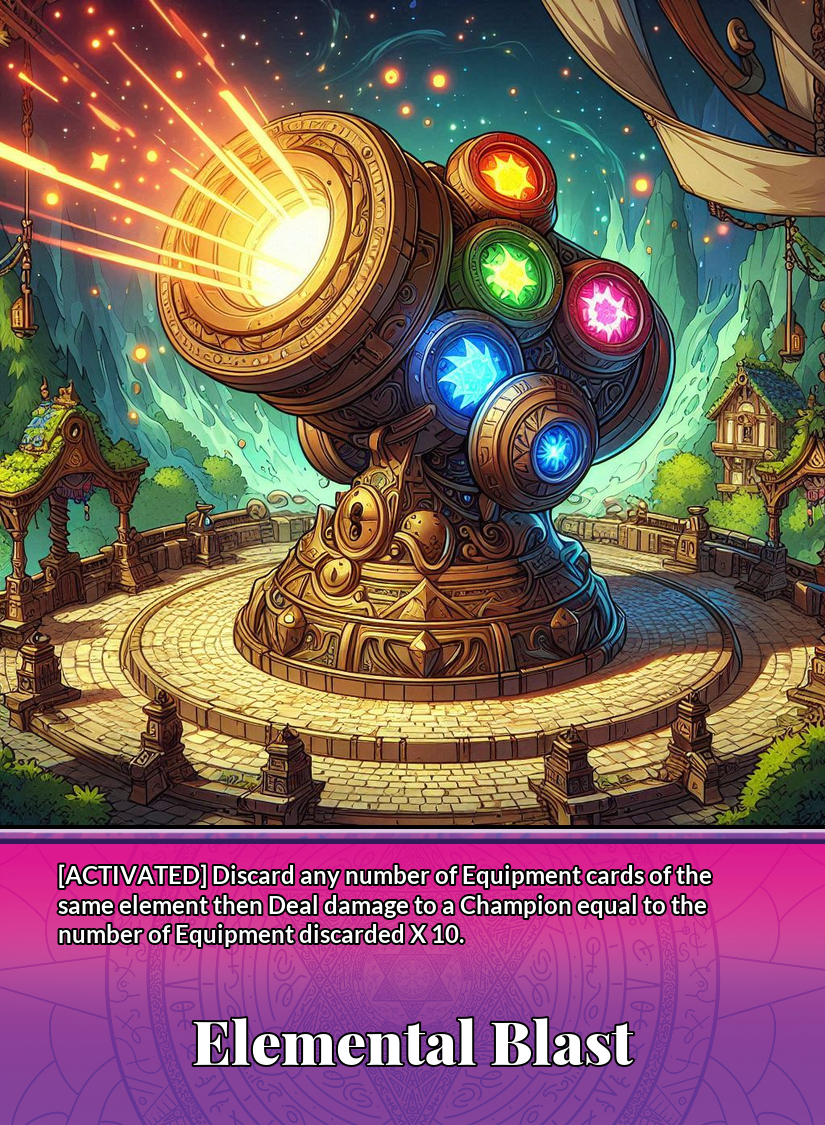 [ACTIVATED] Discard any number of Equipment cards of the
same element then Deal damage to a Champion equal to the
number of Equipment discarded X 10.
Elemental Blast